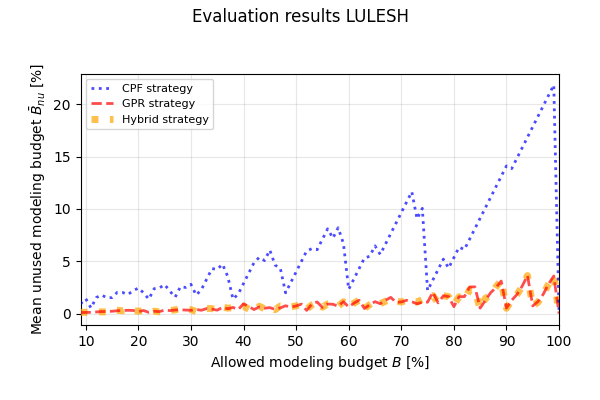 Evaluation results LULESH
Mean unused modeling budget B̄nu [%]
20
15
10
5
0
CPF strategy
GPR strategy
Hybrid strategy
10 20 30 40 50 60 70 80 90 100
Allowed modeling budget B [%]